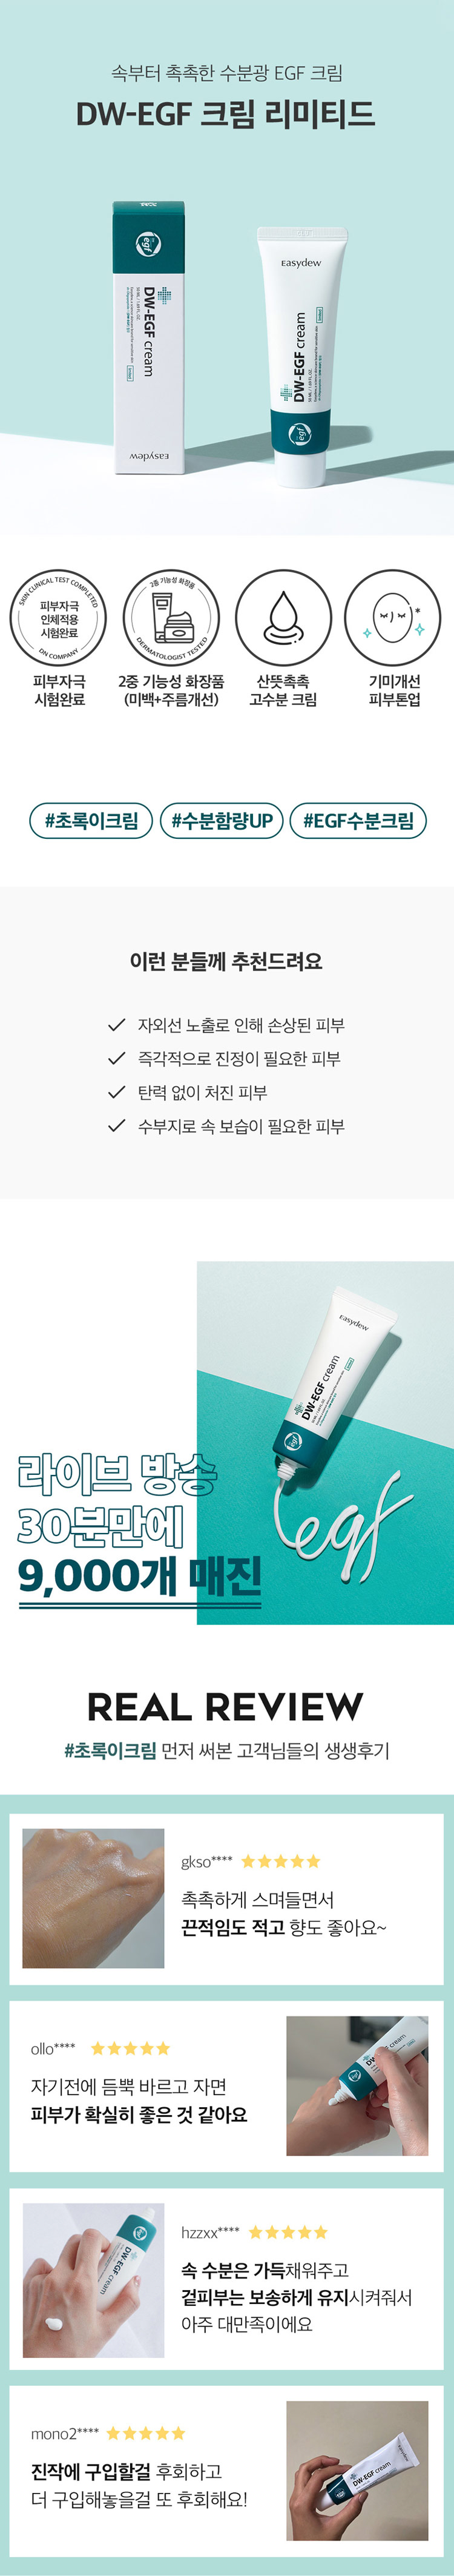 속부터 촉촉한 수분광 EGF 크림
DW-EGF 크림 리미티드
egf
DW-EGF cream
Easydew
Easydew
DW-EGF cream
egf
SKIN CLINICAL TEST COMPLETED
피부자극
인체적용
시험완료
DN COMPANY
2중 기능성 화장품
DERMATOLOGIST TESTED
*
피부자극
시험완료
2중 기능성 화장품
(미백+주름개선)
산뜻촉촉
고수분 크림
기미개선
피부톤업
#초록이크림
#수분함량UP
#EGF수분크림
이런 분들께 추천드려요
자외선 노출로 인해 손상된 피부
즉각적으로 진정이 필요한 피부
탄력 없이 처진 피부
수부지로 속 보습이 필요한 피부
Easydew
DW-EGF cream
egf
egf
라이브 방송
30분만에
9,000개 매진
REAL REVIEW
#초록이크림 먼저 써본 고객님들의 생생후기
gkso****
촉촉하게 스며들면서
끈적임도 적고 향도 좋아요~
ollo****
자기전에 듬뿍 바르고 자면
피부가 확실히 좋은 것 같아요
cream
DW-EGF cream
hzzxx****
속 수분은 가득채워주고
겉피부는 보송하게 유지시켜줘서
아주 대만족이에요
mono2****
진작에 구입할걸 후회하고
더 구입해놓을걸 또 후회해요!
DW-EGF cream